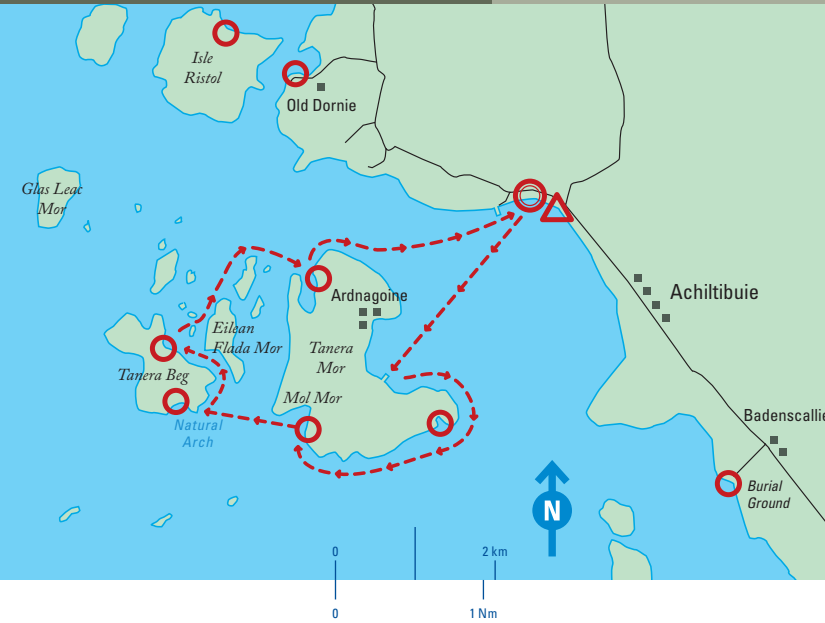 Isle
Ristol
Old Dornie
Glas Leac
Mor
Achiltibuie
Ardnagoine
Eilean
Flada Mor
Tanera
Mor
Tanera Beg
Mol Mor
Natural
Arch
Badenscallie
Burial
Ground
N
0 2 km
0 1 Nm